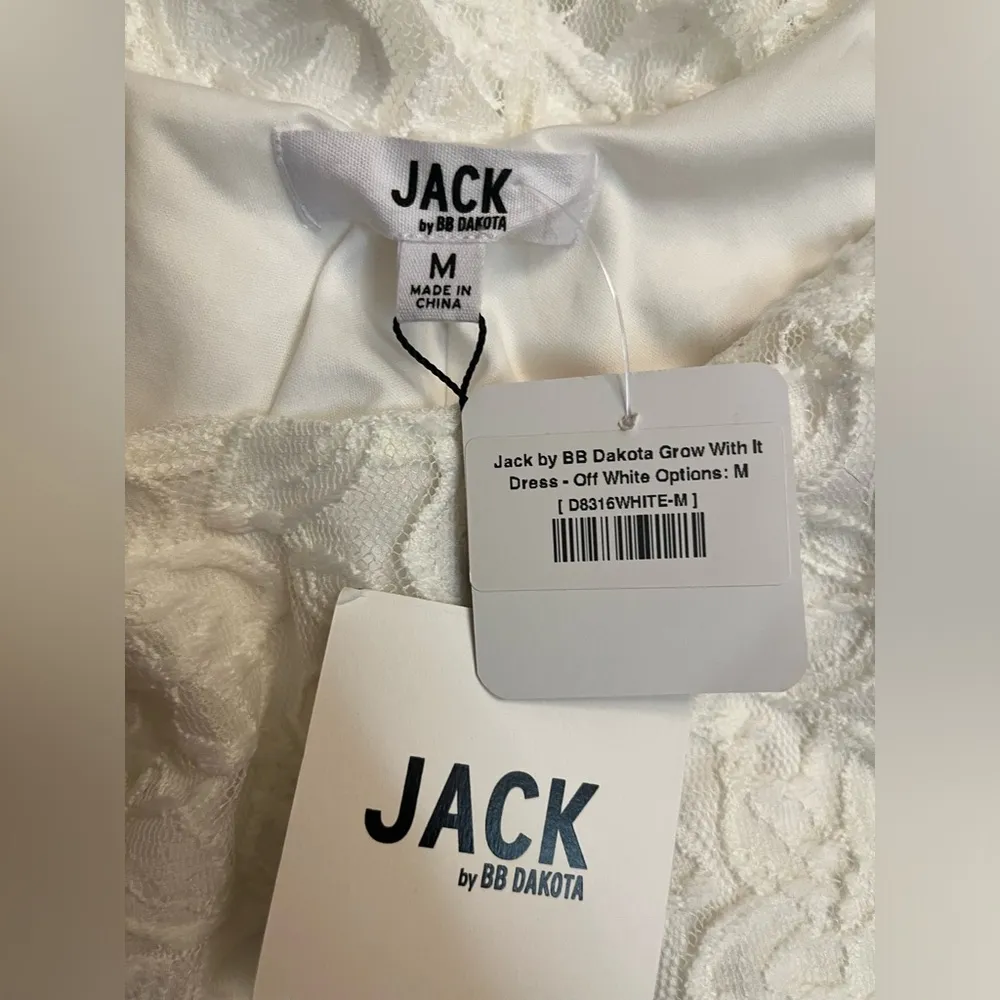 JACK
by BB DAKOTA
M
MADE IN
CHINA
Jack by BB Dakota Grow With It
Dress - Off White Options: M
[ D8316WHITE-M ]
JACK
by BB DAKOTA